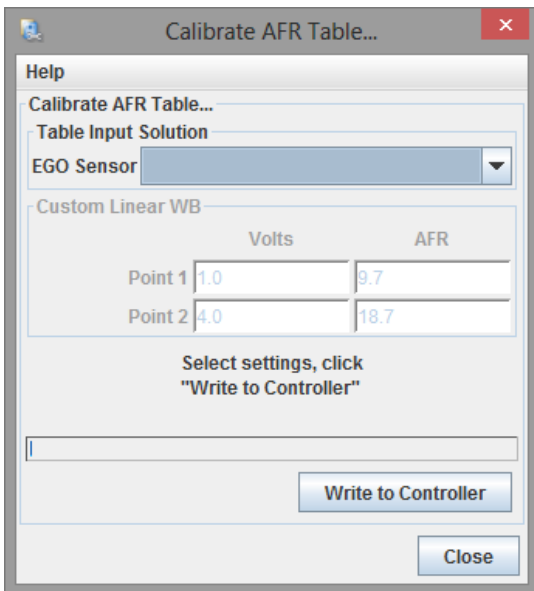 Calibrate AFR Table...
Help
Calibrate AFR Table...
Table Input Solution
EGO Sensor
Custom Linear WB
Volts AFR
Point 1 1.0 9.7
Point 2 4.0 18.7
Select settings, click
"Write to Controller"
Write to Controller
Close